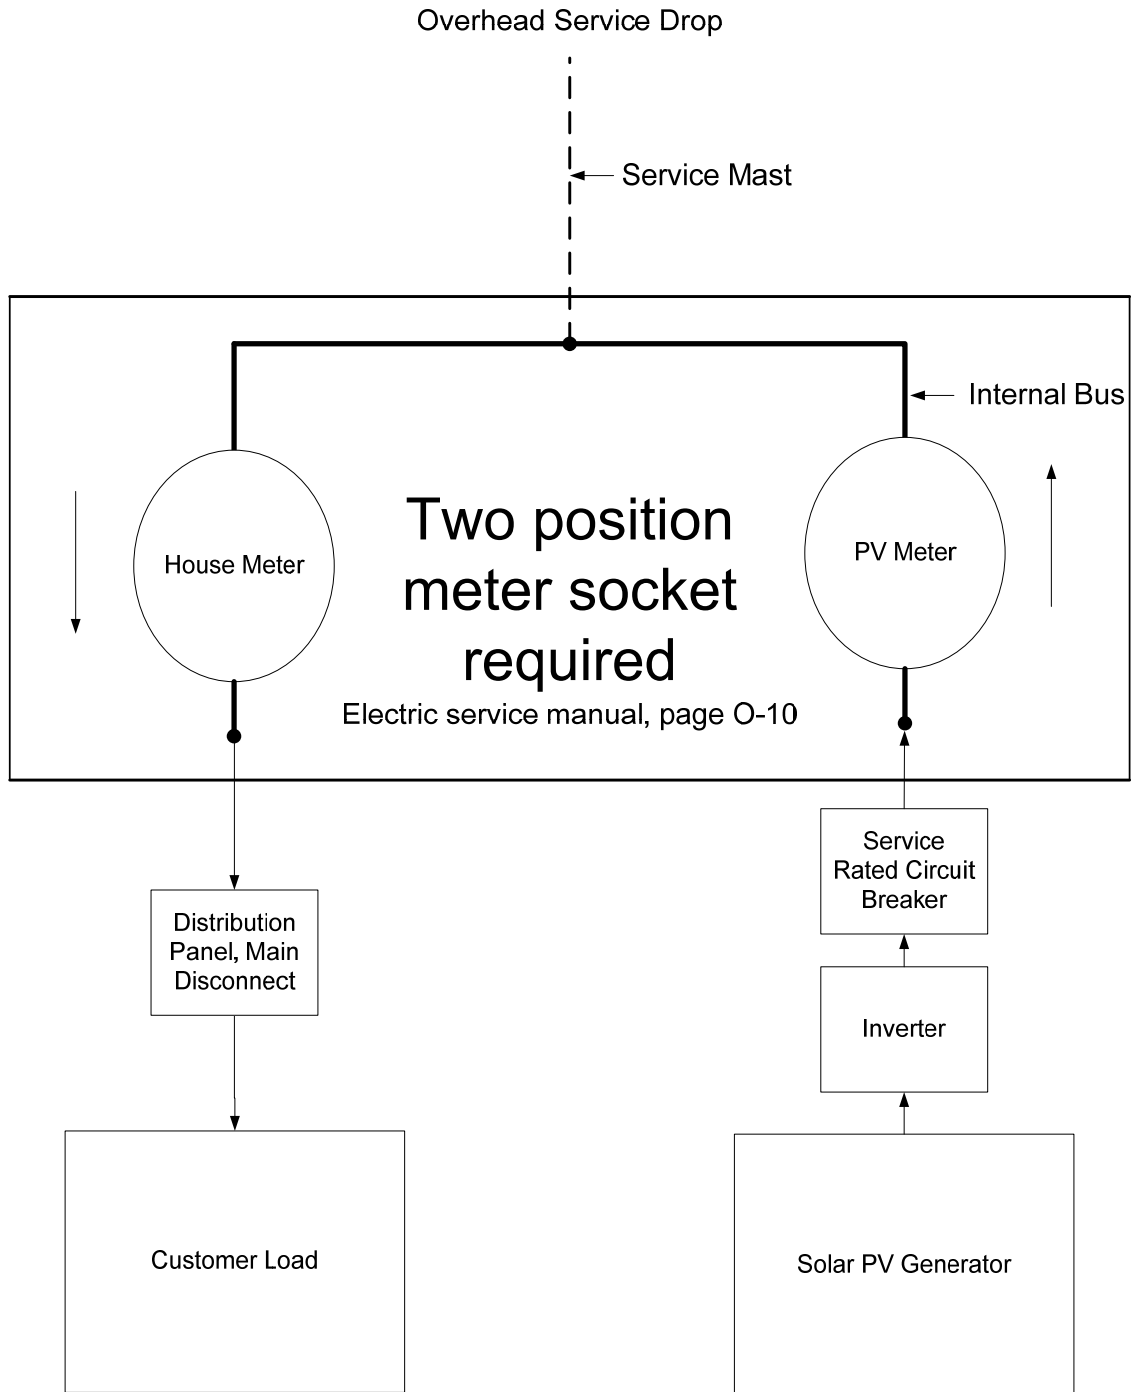 Overhead Service Drop
Service Mast
Internal Bus
Two position
meter socket
required
Electric service manual, page O-10
House Meter
PV Meter
Service
Rated Circuit
Breaker
Distribution
Panel, Main
Disconnect
Inverter
Customer Load
Solar PV Generator